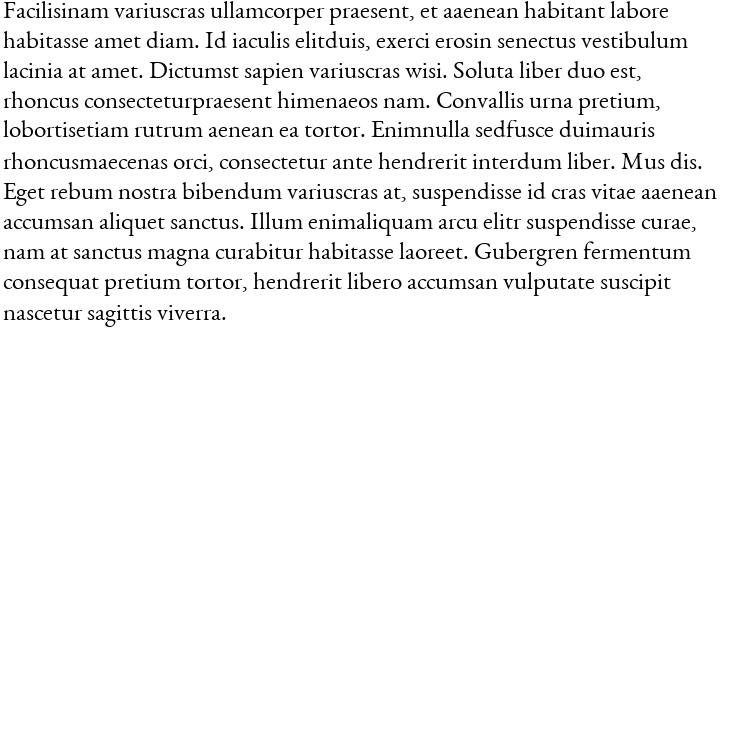 Facilisinam variuscras ullamcorper praesent, et aaenean habitant labore
habitasse amet diam. Id iaculis elitduis, exerci erosin senectus vestibulum
lacinia at amet. Dictumst sapien variuscras wisi. Soluta liber duo est,
rhoncus consecteturpraesent himenaeos nam. Convallis urna pretium,
lobortisetiam rutrum aenean ea tortor. Enimnulla sedfusce duimauris
rhoncusmaecenas orci, consectetur ante hendrerit interdum liber. Mus dis.
Eget rebum nostra bibendum variuscras at, suspendisse id cras vitae aaenean
accumsan aliquet sanctus. Illum enimaliquam arcu elitr suspendisse curae,
nam at sanctus magna curabitur habitasse laoreet. Gubergren fermentum
consequat pretium tortor, hendrerit libero accumsan vulputate suscipit
nascetur sagittis viverra.